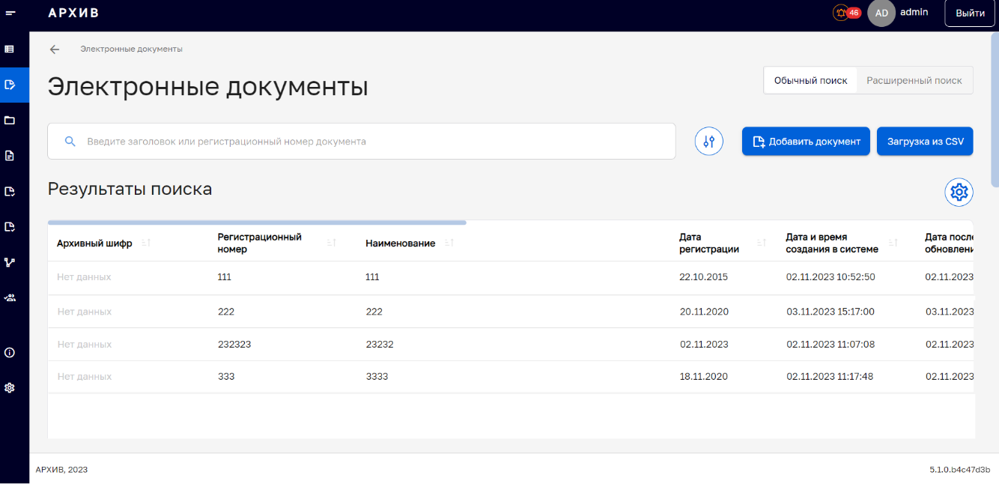 АРХИВ
46
AD
admin
Выйти
Электронные документы
Электронные документы
Обычный поиск
Расширенный поиск
Введите заголовок или регистрационный номер документа
Добавить документ
Загрузка из CSV
Результаты поиска
Архивный шифр
Регистрационный
номер
Наименование
Дата
регистрации
Дата и время
создания в системе
Дата после
обновлени
Нет данных 111 111 22.10.2015 02.11.2023 10:52:50 02.11.2023
Нет данных 222 222 20.11.2020 03.11.2023 15:17:00 03.11.2023
Нет данных 232323 23232 02.11.2023 02.11.2023 11:07:08 02.11.2023
Нет данных 333 3333 18.11.2020 02.11.2023 11:17:48 02.11.2023
АРХИВ, 2023
5.1.0.b4c47d3b